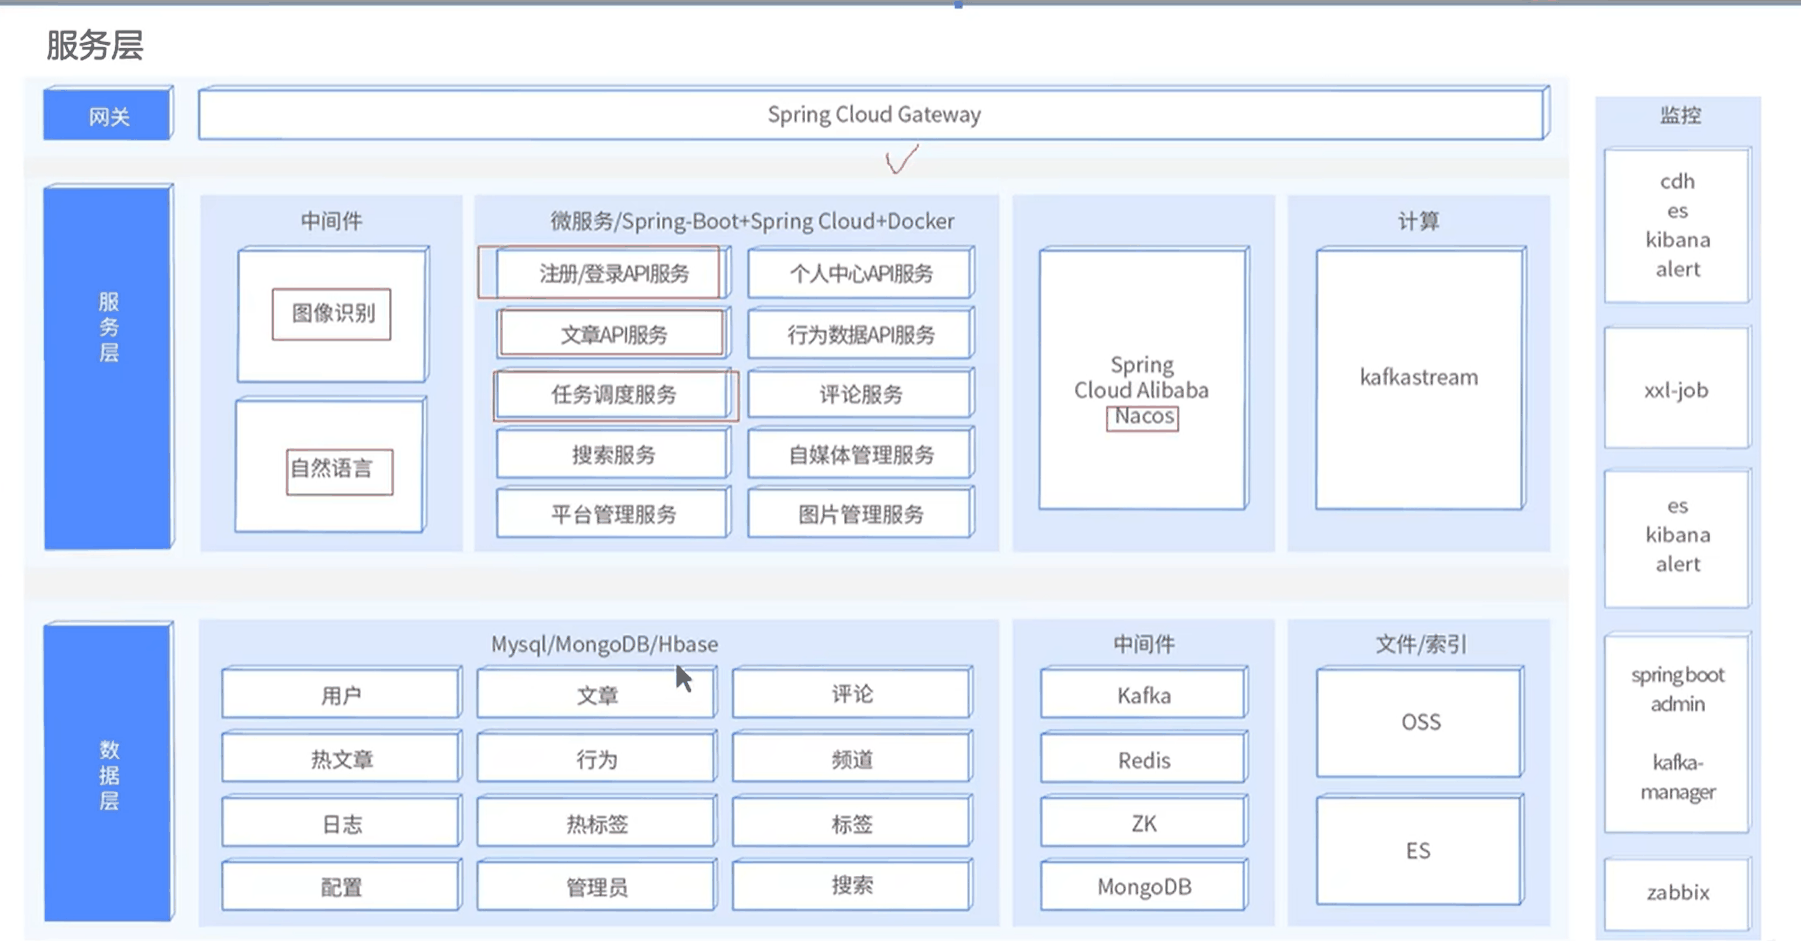 服务层
网关
Spring Cloud Gateway
服
务
层
中间件
图像识别
自然语言
微服务/Spring-Boot+Spring Cloud+Docker
注册/登录API服务
个人中心API服务
文章API服务
行为数据API服务
任务调度服务
评论服务
搜索服务
自媒体管理服务
平台管理服务
图片管理服务
Spring
Cloud Alibaba
Nacos
计算
kafkastream
数
据
层
Mysql/MongoDB/Hbase
用户
文章
评论
热文章
行为
频道
日志
热标签
标签
配置
管理员
搜索
中间件
Kafka
Redis
ZK
MongoDB
文件/索引
OSS
ES
监控
cdh
es
kibana
alert
xxl-job
es
kibana
alert
spring boot
admin
kafka-
manager
zabbix